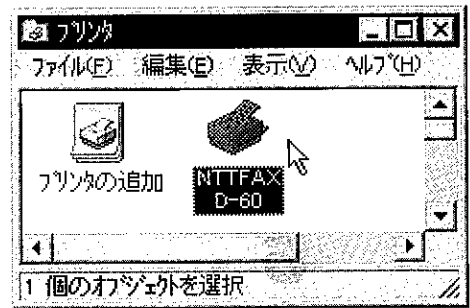 プリンタ
ファイル(F) 編集(E) 表示(V) ヘルプ(H)
プリンタの追加
NTTFAX
D-60
1 個のオブジェクトを選択